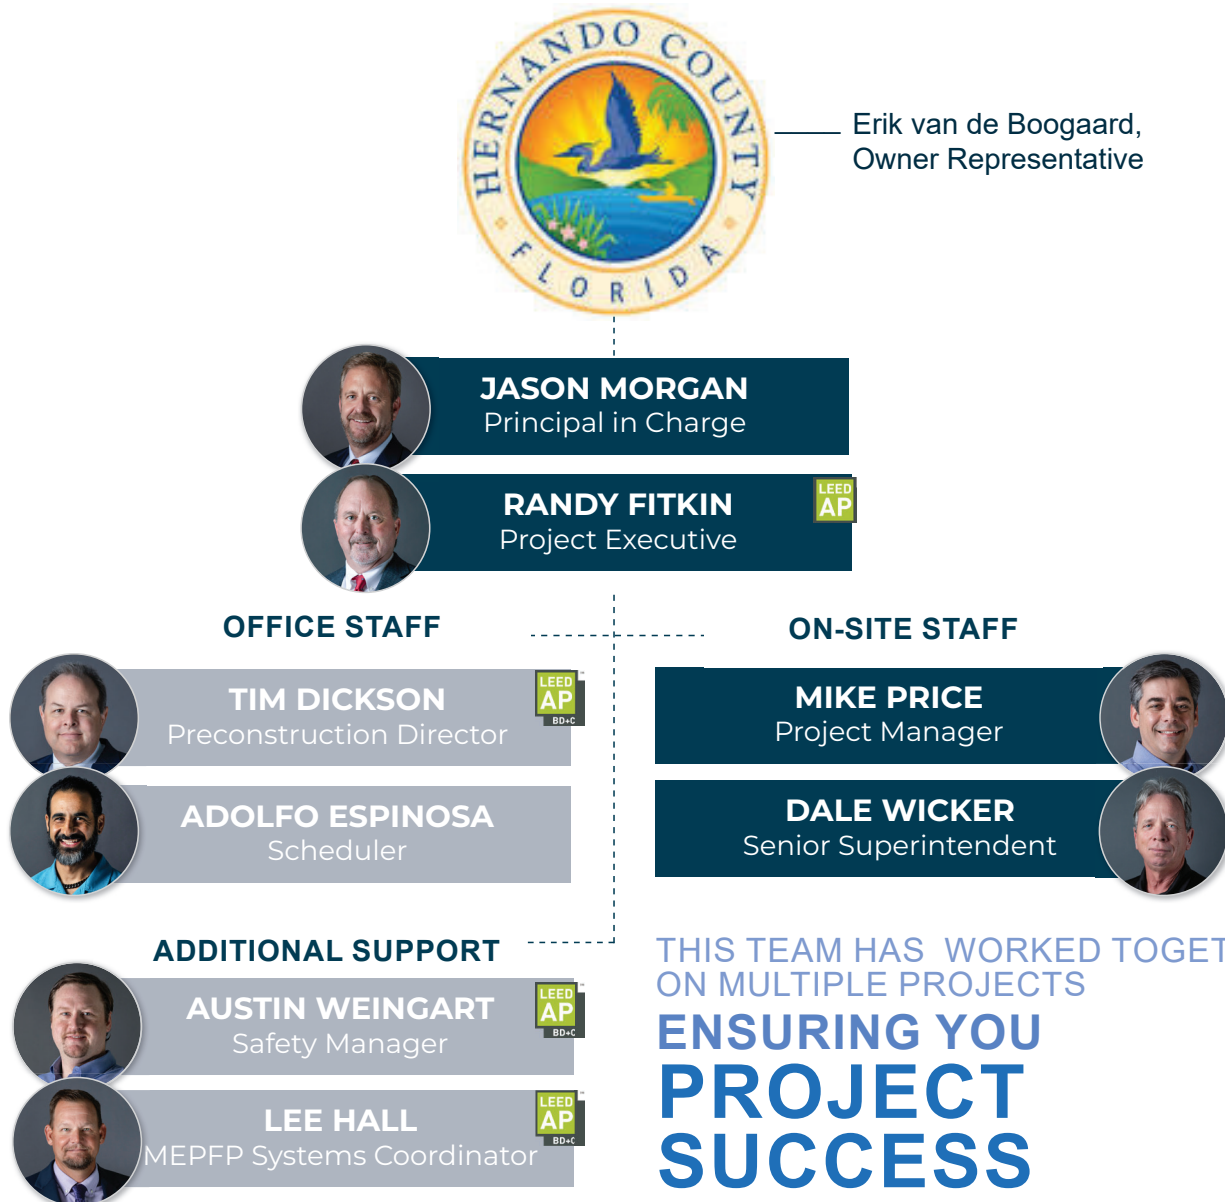 HERNANDO COUNTY
FLORIDA
Erik van de Boogaard,
Owner Representative
JASON MORGAN
Principal in Charge
RANDY FITKIN
Project Executive
LEED
AP
OFFICE STAFF
TIM DICKSON
Preconstruction Director
LEED
AP
BD+C
ADOLFO ESPINOSA
Scheduler
ON-SITE STAFF
MIKE PRICE
Project Manager
DALE WICKER
Senior Superintendent
ADDITIONAL SUPPORT
AUSTIN WEINGART
Safety Manager
LEED
AP
BD+C
LEE HALL
MEPFP Systems Coordinator
LEED
AP
BD+C
THIS TEAM HAS WORKED TOGET
ON MULTIPLE PROJECTS
ENSURING YOU
PROJECT
SUCCESS